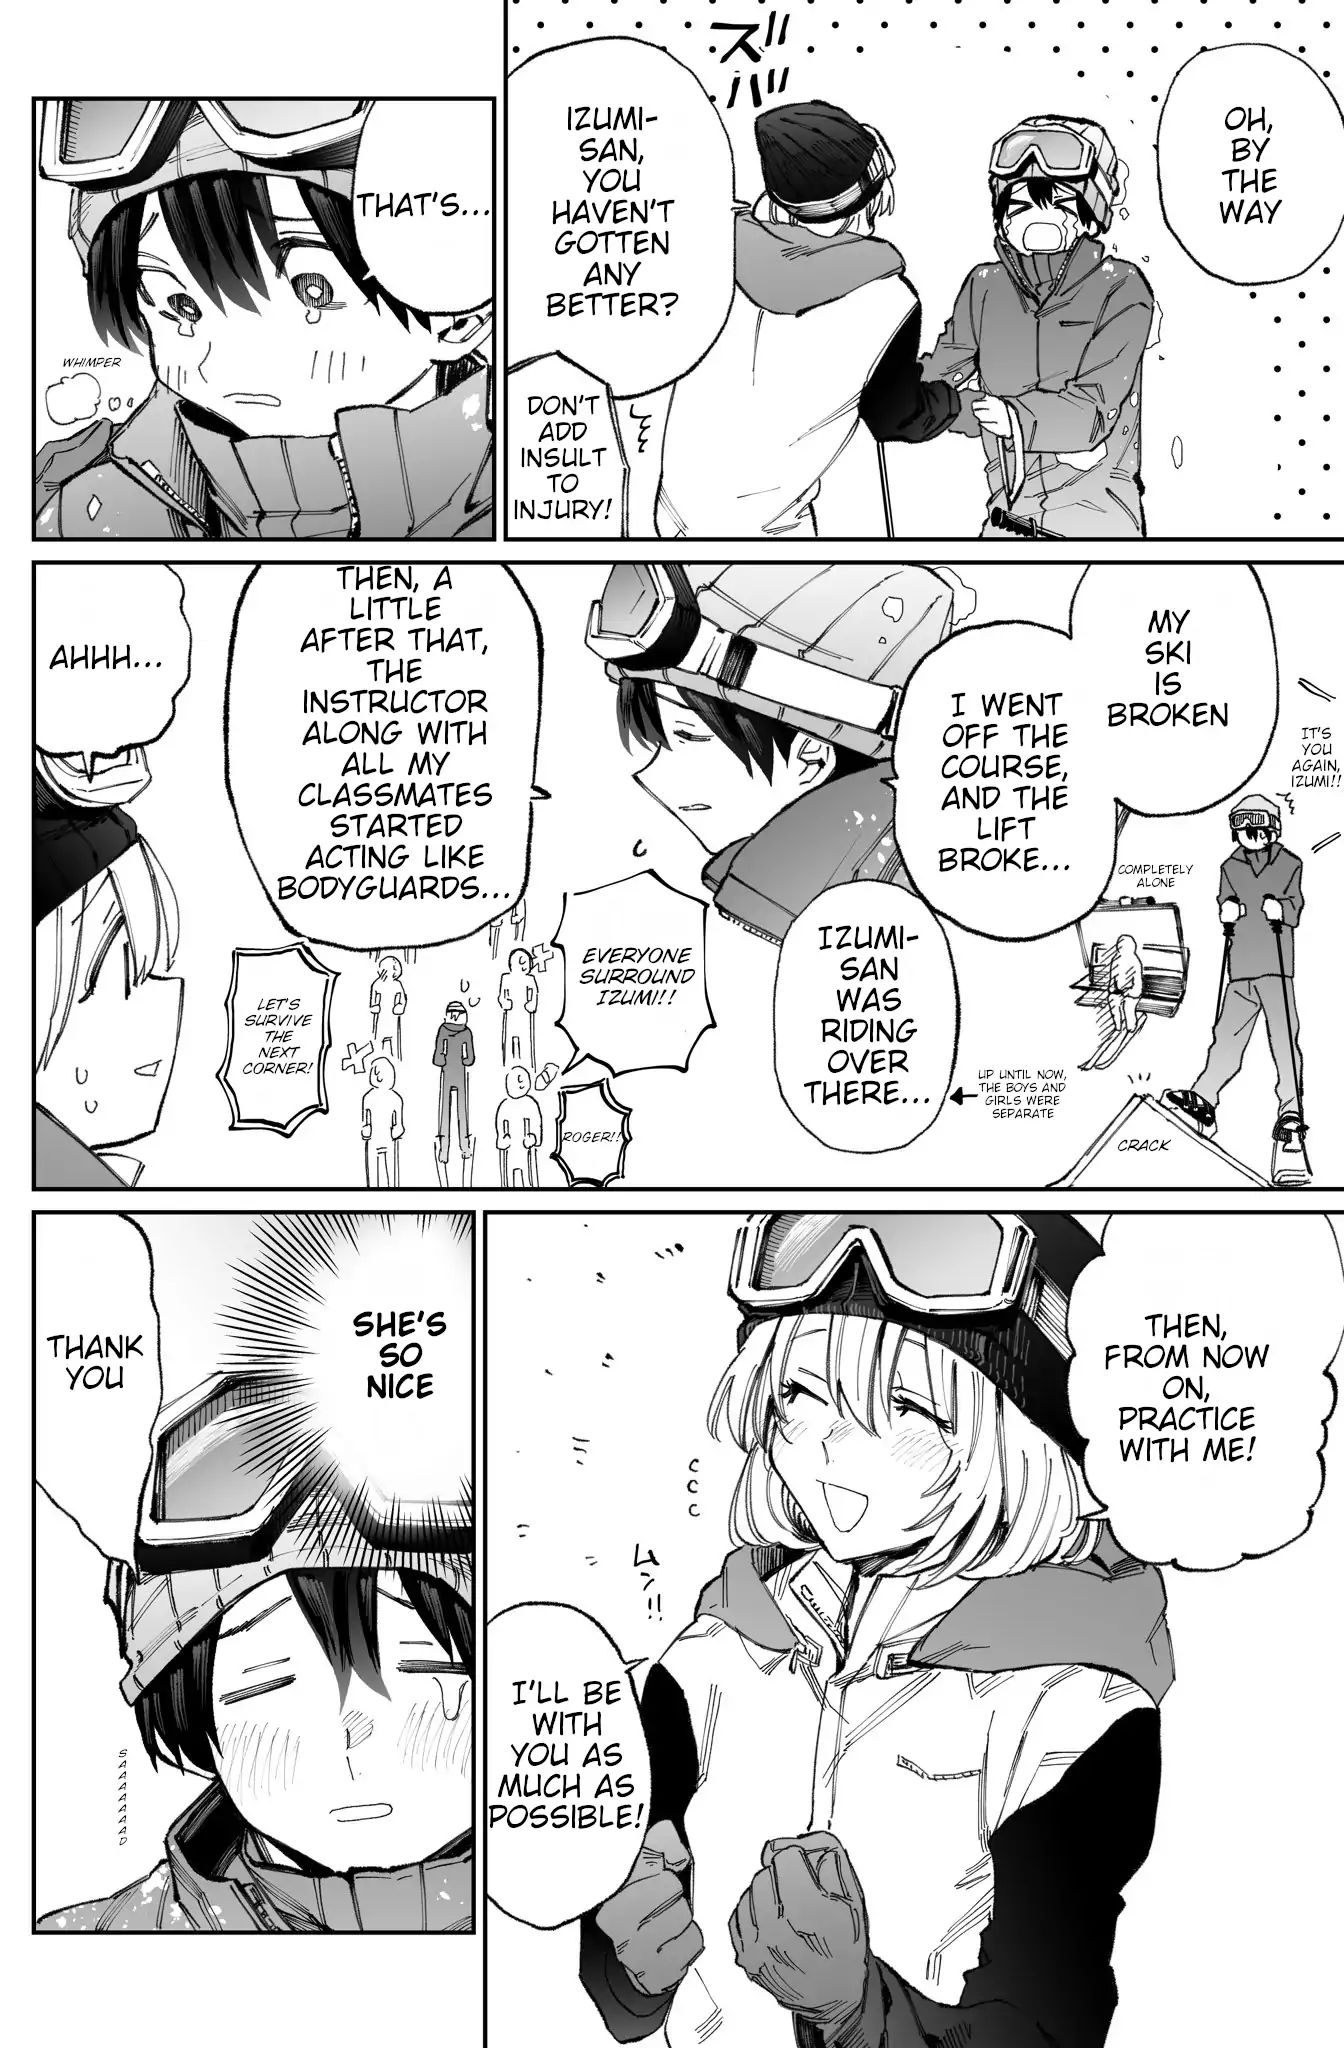 OH,
BY
THE
WAY
ズバ
IZUMI-
SAN,
YOU
HAVEN'T
GOTTEN
ANY
BETTER?
DON'T
ADD
INSULT
TO
INJURY!
THAT'S...
WHIMPER
MY
SKI
IS
BROKEN
IT'S
YOU
AGAIN,
IZUMI!!
CRACK
I WENT
OFF THE
COURSE,
AND THE
LIFT
BROKE...
COMPLETELY
ALONE
IZUMI-
SAN
WAS
RIDING
OVER
THERE...
UP UNTIL NOW,
THE BOYS AND
GIRLS WERE
SEPARATE
THEN, A
LITTLE
AFTER THAT,
THE
INSTRUCTOR
ALONG WITH
ALL MY
CLASSMATES
STARTED
ACTING LIKE
BODYGUARDS...
EVERYONE
SURROUND
IZUMI!!
ROGER!!
LET'S
SURVIVE
THE
NEXT
CORNER!
AHHH...
THEN,
FROM NOW
ON,
PRACTICE
WITH ME!
ムン!!
I'LL BE
WITH
YOU AS
MUCH AS
POSSIBLE!
SHE'S
SO
NICE
THANK
YOU
SAAAAAAD